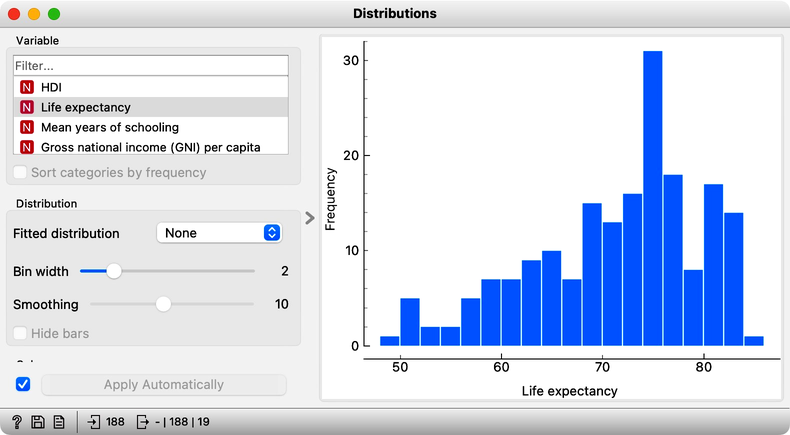 Distributions
Variable
Filter...
N HDI
N Life expectancy
N Mean years of schooling
N Gross national income (GNI) per capita
Sort categories by frequency
Distribution
Fitted distribution None
Bin width 2
Smoothing 10
Hide bars
Apply Automatically
? 188 - | 188 | 19
30
20
10
0
Frequency
50 60 70 80
Life expectancy